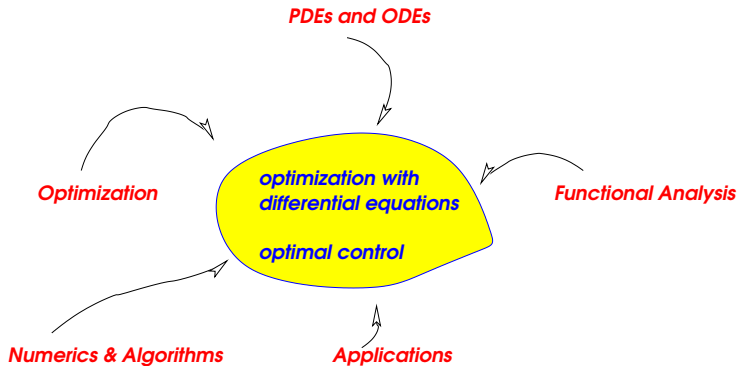 PDEs and ODEs
Optimization
optimization with
differential equations
optimal control
Functional Analysis
Numerics & Algorithms
Applications